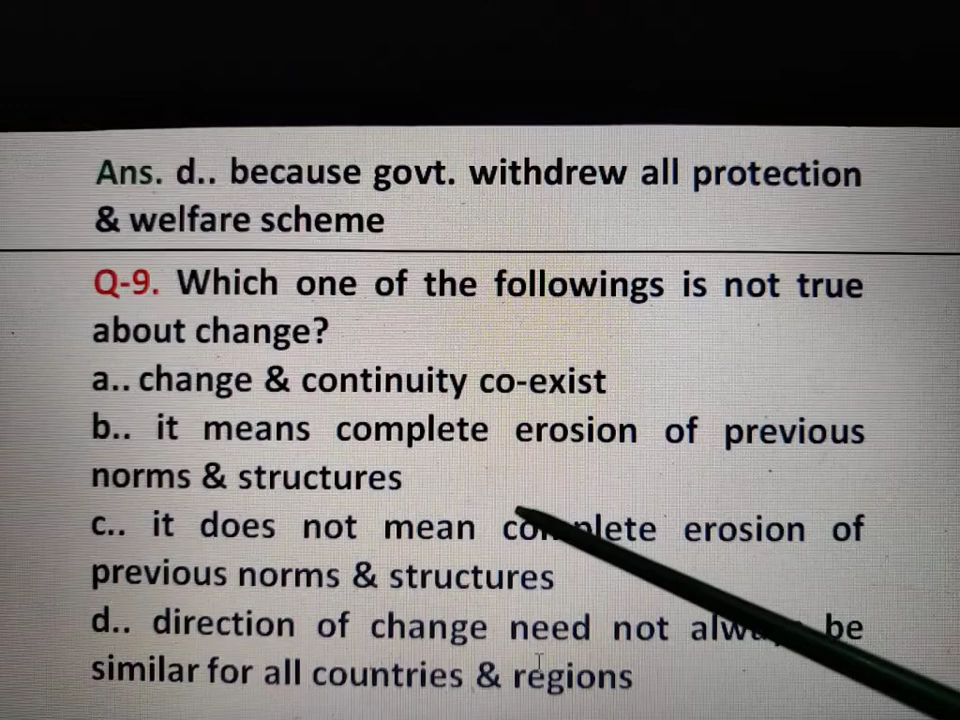 Ans. d.. because govt. withdrew all protection
& welfare scheme
Q-9. Which one of the followings is not true
about change?
a.. change & continuity co-exist
b.. it means complete erosion of previous
norms & structures
c.. it does not mean complete erosion of
previous norms & structures
d.. direction of change need not always be
similar for all countries & regions